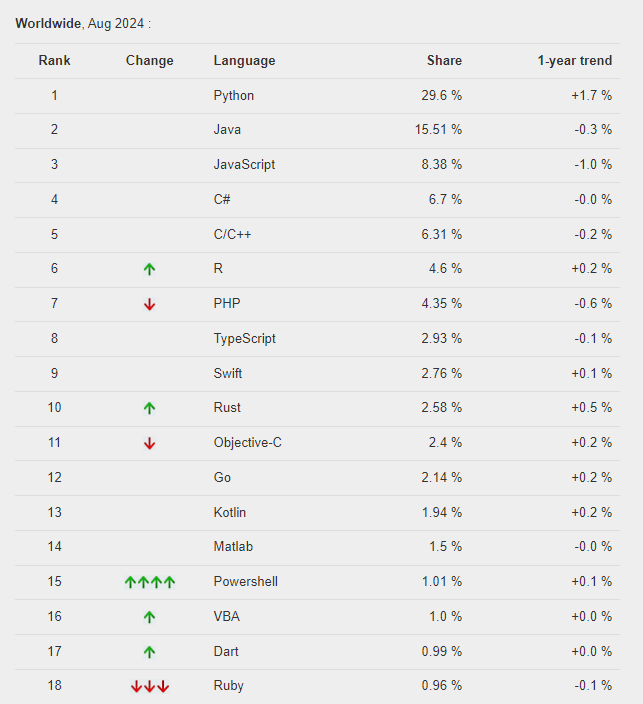 Worldwide, Aug 2024 :
Rank Change Language Share 1-year trend
1 Python 29.6 % +1.7 %
2 Java 15.51 % -0.3 %
3 JavaScript 8.38 % -1.0 %
4 C# 6.7 % -0.0 %
5 C/C++ 6.31 % -0.2 %
6 ↑ R 4.6 % +0.2 %
7 ↓ PHP 4.35 % -0.6 %
8 TypeScript 2.93 % -0.1 %
9 Swift 2.76 % +0.1 %
10 ↑ Rust 2.58 % +0.5 %
11 ↓ Objective-C 2.4 % +0.2 %
12 Go 2.14 % +0.2 %
13 Kotlin 1.94 % +0.2 %
14 Matlab 1.5 % -0.0 %
15 ↑↑↑↑ Powershell 1.01 % +0.1 %
16 ↑ VBA 1.0 % +0.0 %
17 ↑ Dart 0.99 % +0.0 %
18 ↓↓↓ Ruby 0.96 % -0.1 %